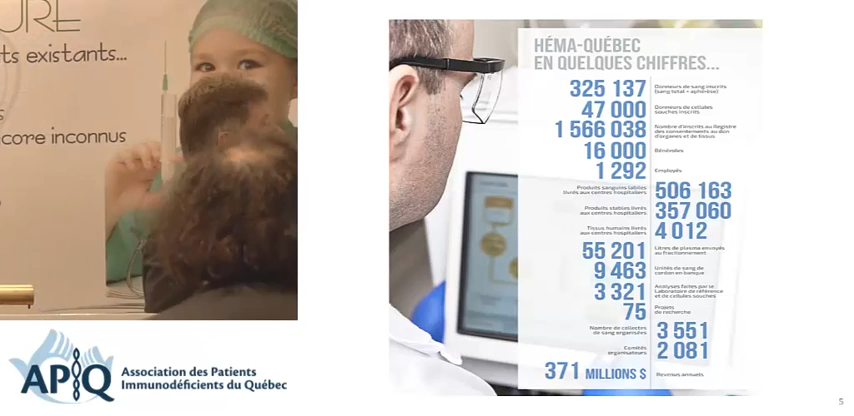 URE
ts existants...
s
core inconnus
APIQ
Association des Patients
Immunodéficients du Québec
HÉMA-QUÉBEC
EN QUELQUES CHIFFRES...
325 137 Donneurs de sang inscrits
(sang total - aphérèse)
47 000 Donneurs de cellules
souches inscrits
1 566 038 Nombre d'inscrits au Registre
des consentements au don
d'organes et de tissus
16 000 Bénévoles
1 292 Employés
Produits sanguins labiles
livrés aux centres hospitaliers 506 163
Produits stables livrés
aux centres hospitaliers 357 060
Tissus humains livrés
aux centres hospitaliers 4 012
55 201 Litres de plasma envoyés
au fractionnement
9 463 Unités de sang de
cordon en banque
3 321 Analyses faites par le
Laboratoire de référence
et de cellules souches
75 Projets
de recherche
Nombre de collectes
de sang organisées 3 551
Comités
organisateurs 2 081
371 MILLIONS $ Revenus annuels
5